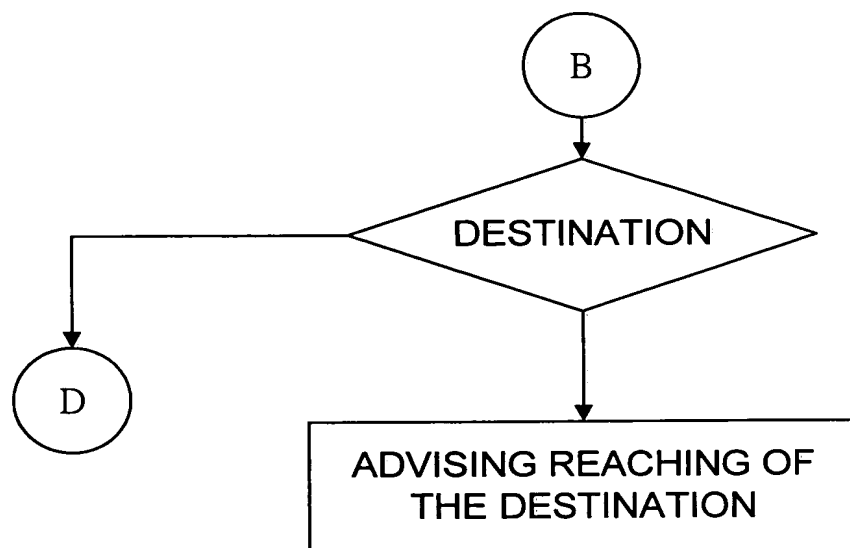 B
DESTINATION
D
ADVISING REACHING OF
THE DESTINATION